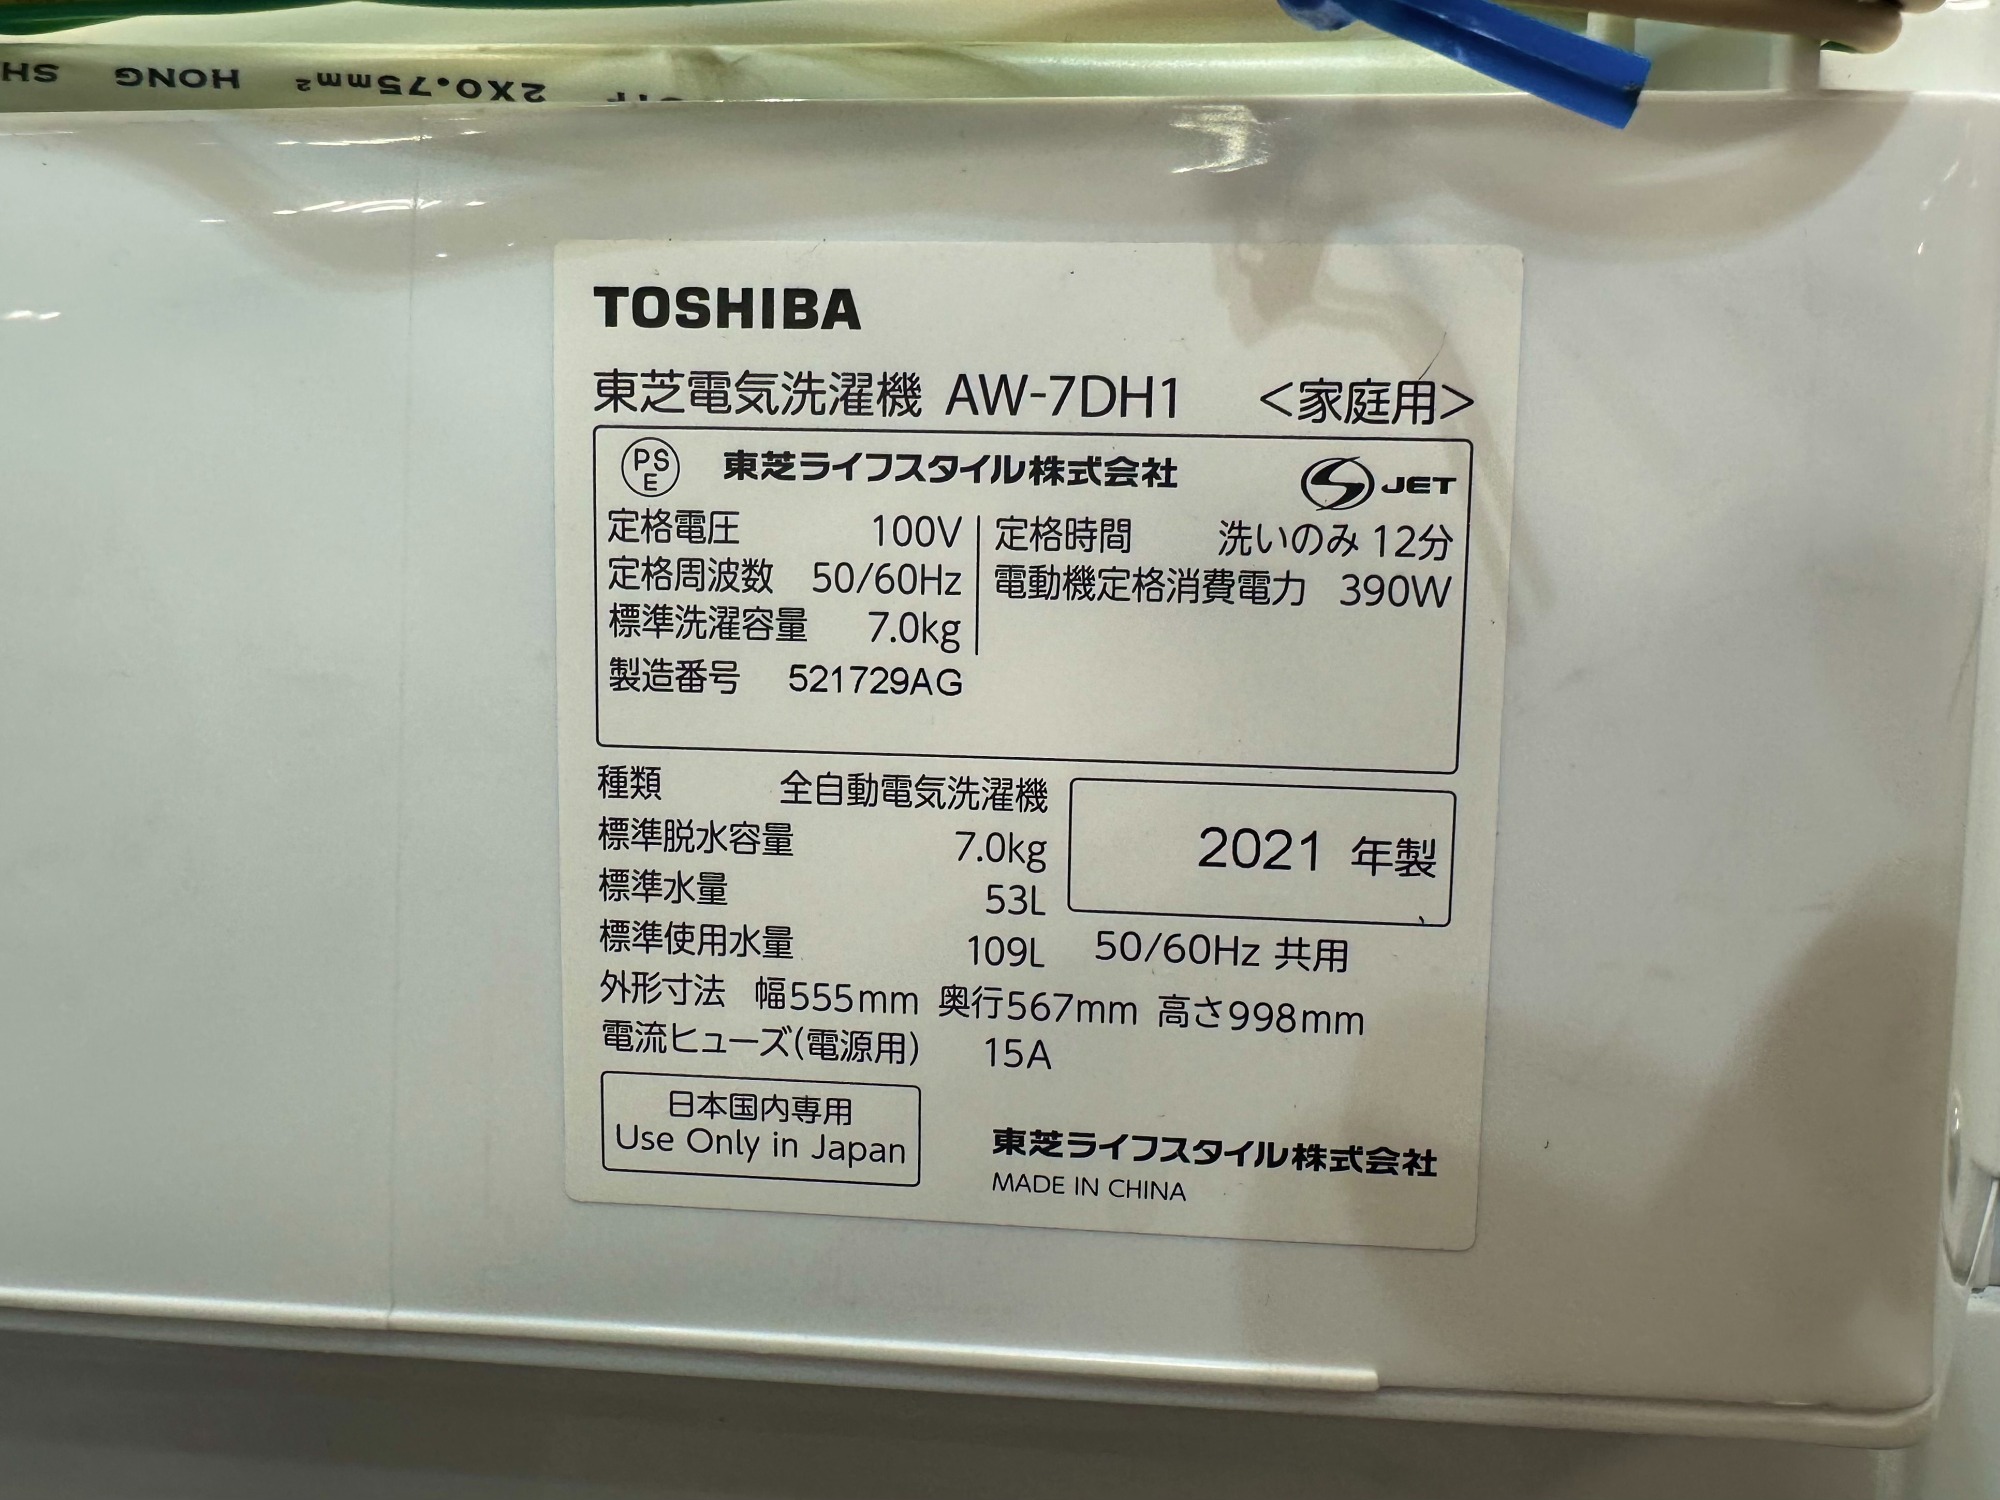 SH HONG 2X0.75mm²
TOSHIBA
東芝電気洗濯機 AW-7DH1 <家庭用>
PS
E
東芝ライフスタイル株式会社
S JET
定格電圧 100V
定格周波数 50/60Hz
標準洗濯容量 7.0kg
定格時間 洗いのみ 12分
電動機定格消費電力 390W
製造番号 521729AG
種類 全自動電気洗濯機
標準脱水容量 7.0kg
標準水量 53L
標準使用水量 109L
2021 年製
50/60Hz 共用
外形寸法 幅555mm 奥行567mm 高さ998mm
電流ヒューズ(電源用) 15A
日本国内専用
Use Only in Japan
東芝ライフスタイル株式会社
MADE IN CHINA